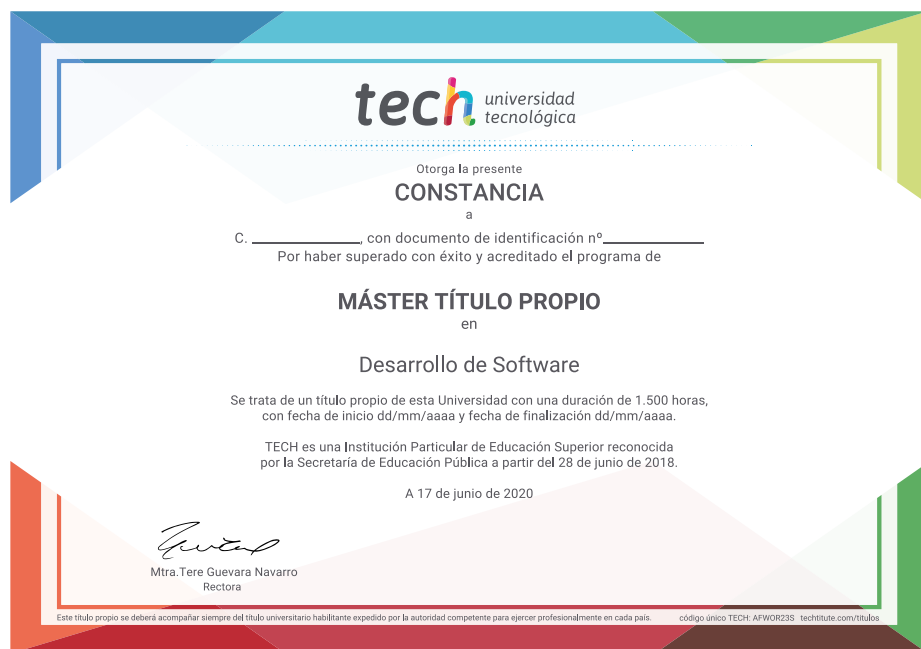 tech universidad
tecnológica
Otorga la presente
CONSTANCIA
a
C. ______________, con documento de identificación nº_____________
Por haber superado con éxito y acreditado el programa de
MÁSTER TÍTULO PROPIO
en
Desarrollo de Software
Se trata de un título propio de esta Universidad con una duración de 1.500 horas,
con fecha de inicio dd/mm/aaaa y fecha de finalización dd/mm/aaaa.
TECH es una Institución Particular de Educación Superior reconocida
por la Secretaría de Educación Pública a partir del 28 de junio de 2018.
A 17 de junio de 2020
Mtra.Tere Guevara Navarro
Rectora
Este título propio se deberá acompañar siempre del título universitario habilitante expedido por la autoridad competente para ejercer profesionalmente en cada país. código único TECH: AFWOR23S techtitute.com/titulos